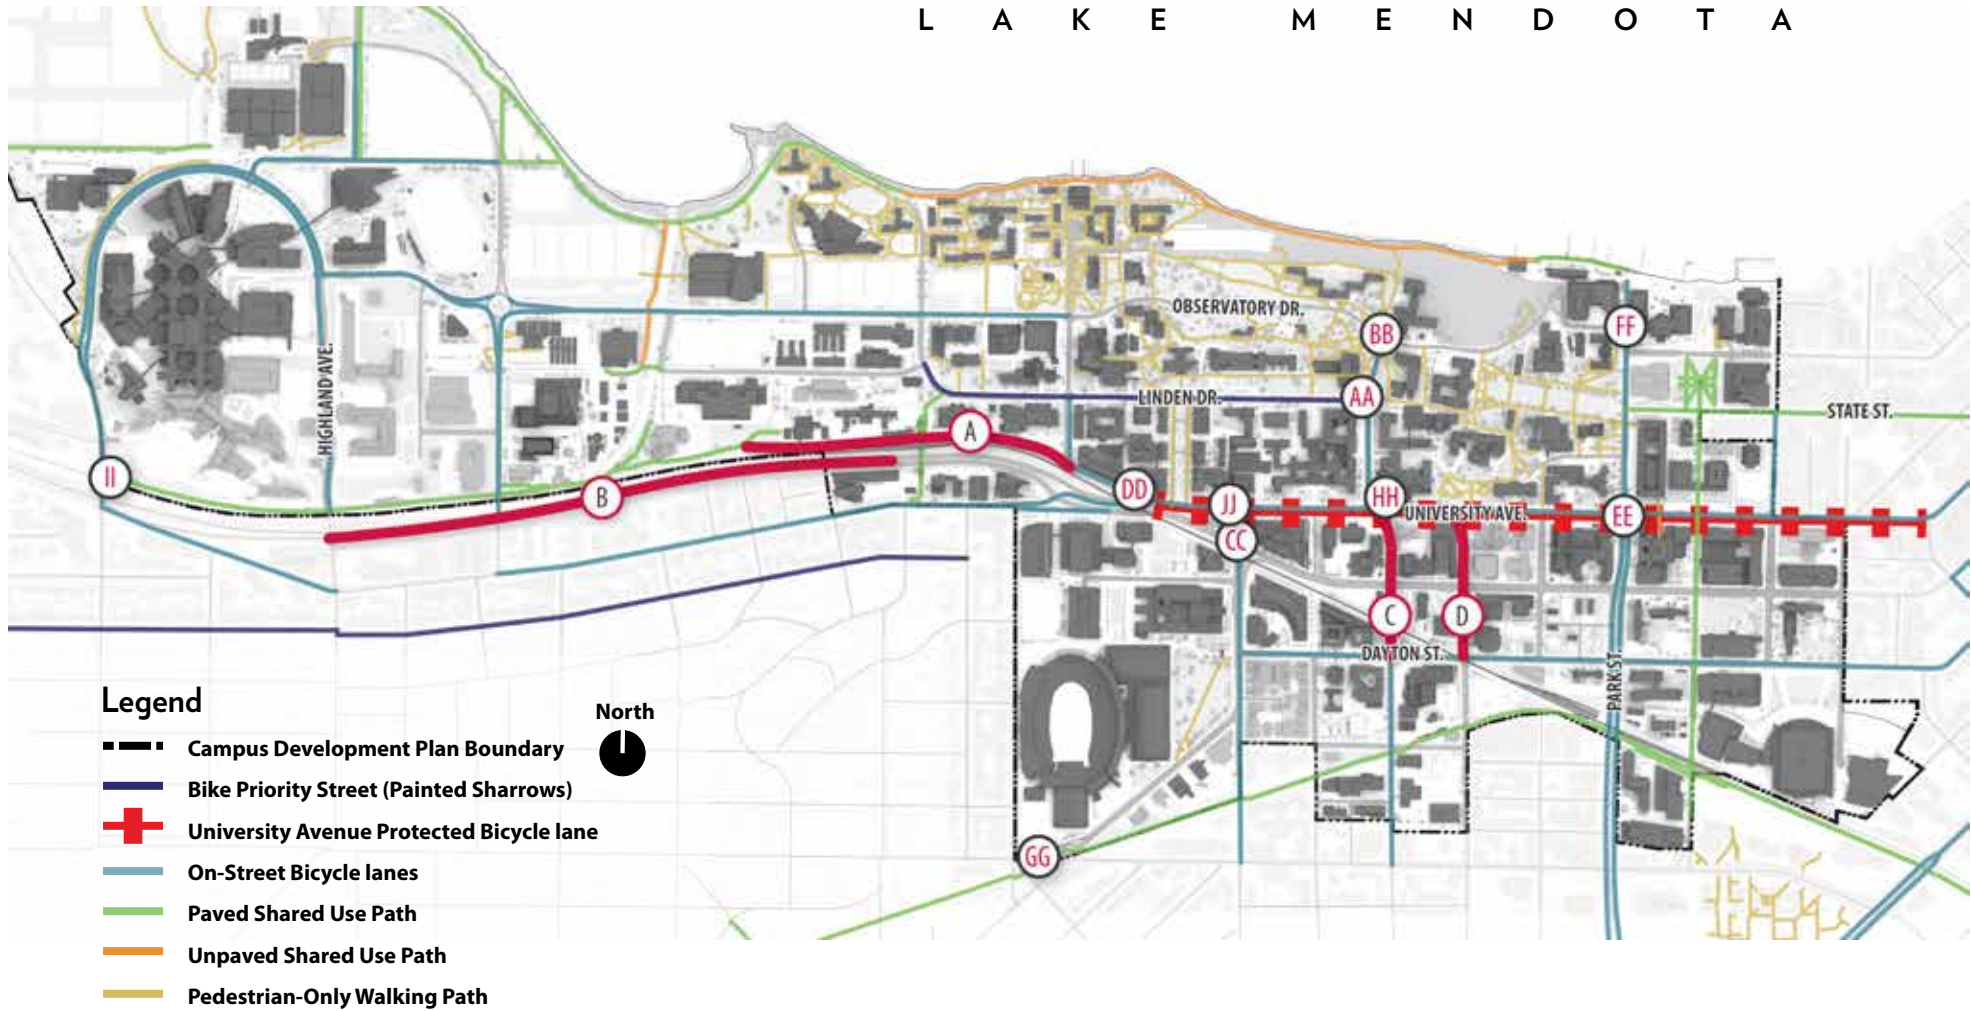 L A K E M E N D O T A
OBSERVATORY DR.
BB
FF
HIGHLAND AVE.
LINDEN DR.
AA
STATE ST.
A
II
B
DD
JJ
HH
UNIVERSITY AVE.
EE
CC
C
D
DAYTON ST.
PARK ST.
GG
Legend
North
Campus Development Plan Boundary
Bike Priority Street (Painted Sharrows)
University Avenue Protected Bicycle lane
On-Street Bicycle lanes
Paved Shared Use Path
Unpaved Shared Use Path
Pedestrian-Only Walking Path